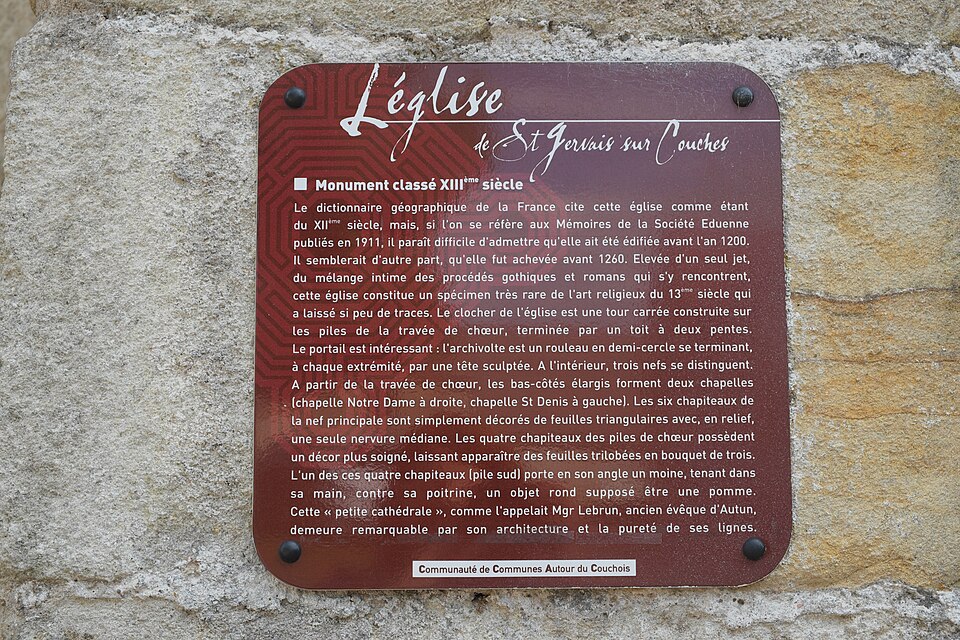 L'église
de St Gervais sur Couches
Monument classé XIIIème siècle
Le dictionnaire géographique de la France cite cette église comme étant
du XIIème siècle, mais, si l'on se réfère aux Mémoires de la Société Eduenne
publiés en 1911, il paraît difficile d'admettre qu'elle ait été édifiée avant l'an 1200.
Il semblerait d'autre part, qu'elle fut achevée avant 1260. Elevée d'un seul jet,
du mélange intime des procédés gothiques et romans qui s'y rencontrent,
cette église constitue un spécimen très rare de l'art religieux du 13ème siècle qui
a laissé si peu de traces. Le clocher de l'église est une tour carrée construite sur
les piles de la travée de chœur, terminée par un toit à deux pentes.
Le portail est intéressant : l'archivolte est un rouleau en demi-cercle se terminant,
à chaque extrémité, par une tête sculptée. A l'intérieur, trois nefs se distinguent.
A partir de la travée de chœur, les bas-côtés élargis forment deux chapelles
(chapelle Notre Dame à droite, chapelle St Denis à gauche). Les six chapiteaux de
la nef principale sont simplement décorés de feuilles triangulaires avec, en relief,
une seule nervure médiane. Les quatre chapiteaux des piles de chœur possèdent
un décor plus soigné, laissant apparaître des feuilles trilobées en bouquet de trois.
L'un des ces quatre chapiteaux (pile sud) porte en son angle un moine, tenant dans
sa main, contre sa poitrine, un objet rond supposé être une pomme.
Cette « petite cathédrale », comme l'appelait Mgr Lebrun, ancien évêque d'Autun,
demeure remarquable par son architecture et la pureté de ses lignes.
Communauté de Communes Autour du Couchois